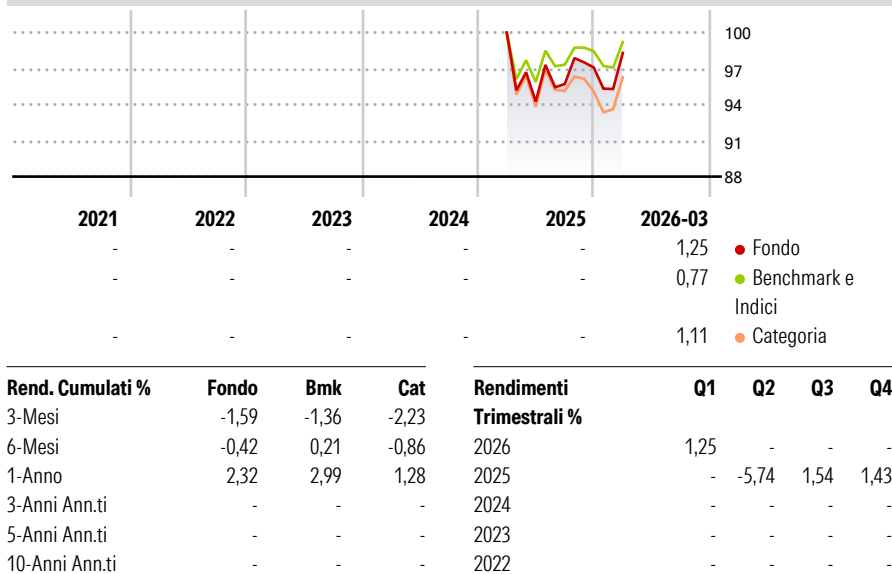 100
97
94
91
88
2021 2022 2023 2024 2025 2026-03
- - - - - 1,25 Fondo
- - - - - 0,77 Benchmark e
Indici
- - - - - 1,11 Categoria
Rend. Cumulati % Fondo Bmk Cat
3-Mesi -1,59 -1,36 -2,23
6-Mesi -0,42 0,21 -0,86
1-Anno 2,32 2,99 1,28
3-Anni Ann.ti - - -
5-Anni Ann.ti - - -
10-Anni Ann.ti - - -
Rendimenti Q1 Q2 Q3 Q4
Trimestrali %
2026 1,25 - - -
2025 - -5,74 1,54 1,43
2024 - - - -
2023 - - - -
2022 - - - -